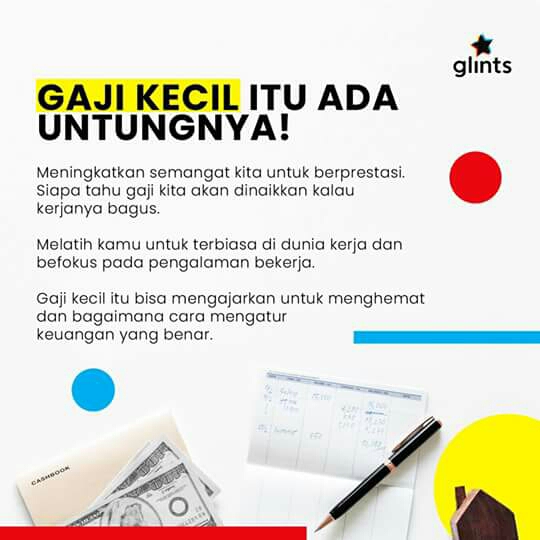 glints
GAJI KECIL ITU ADA
UNTUNGNYA!
Meningkatkan semangat kita untuk berprestasi.
Siapa tahu gaji kita akan dinaikkan kalau
kerjanya bagus.
Melatih kamu untuk terbiasa di dunia kerja dan
befokus pada pengalaman bekerja.
Gaji kecil itu bisa mengajarkan untuk menghemat
dan bagaimana cara mengatur
keuangan yang benar.
CASHBOOK